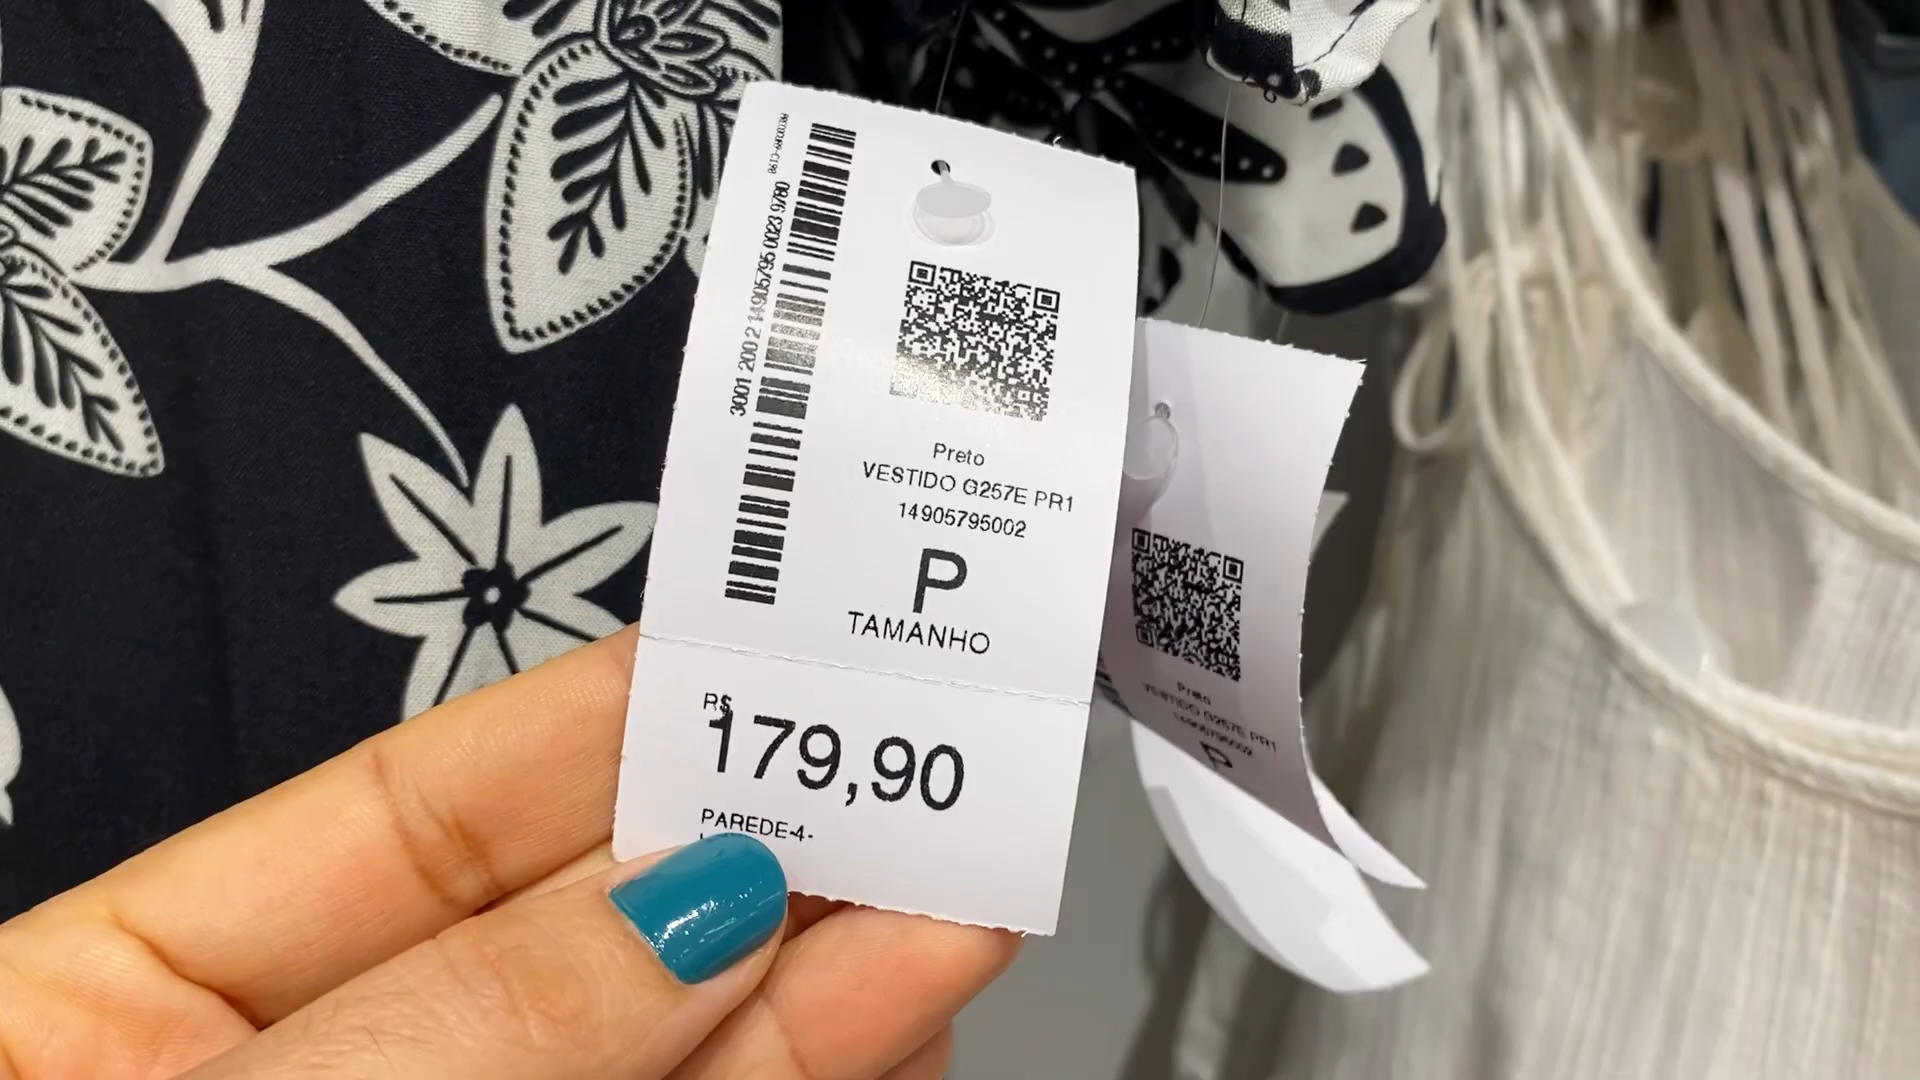 3001 200 2 14905795 0023 9780
Preto
VESTIDO G257E PR1
14905795002
P
TAMANHO
R$
179,90
PAREDE-4-
Preto
VESTIDO G257E PR1
14905795002
P